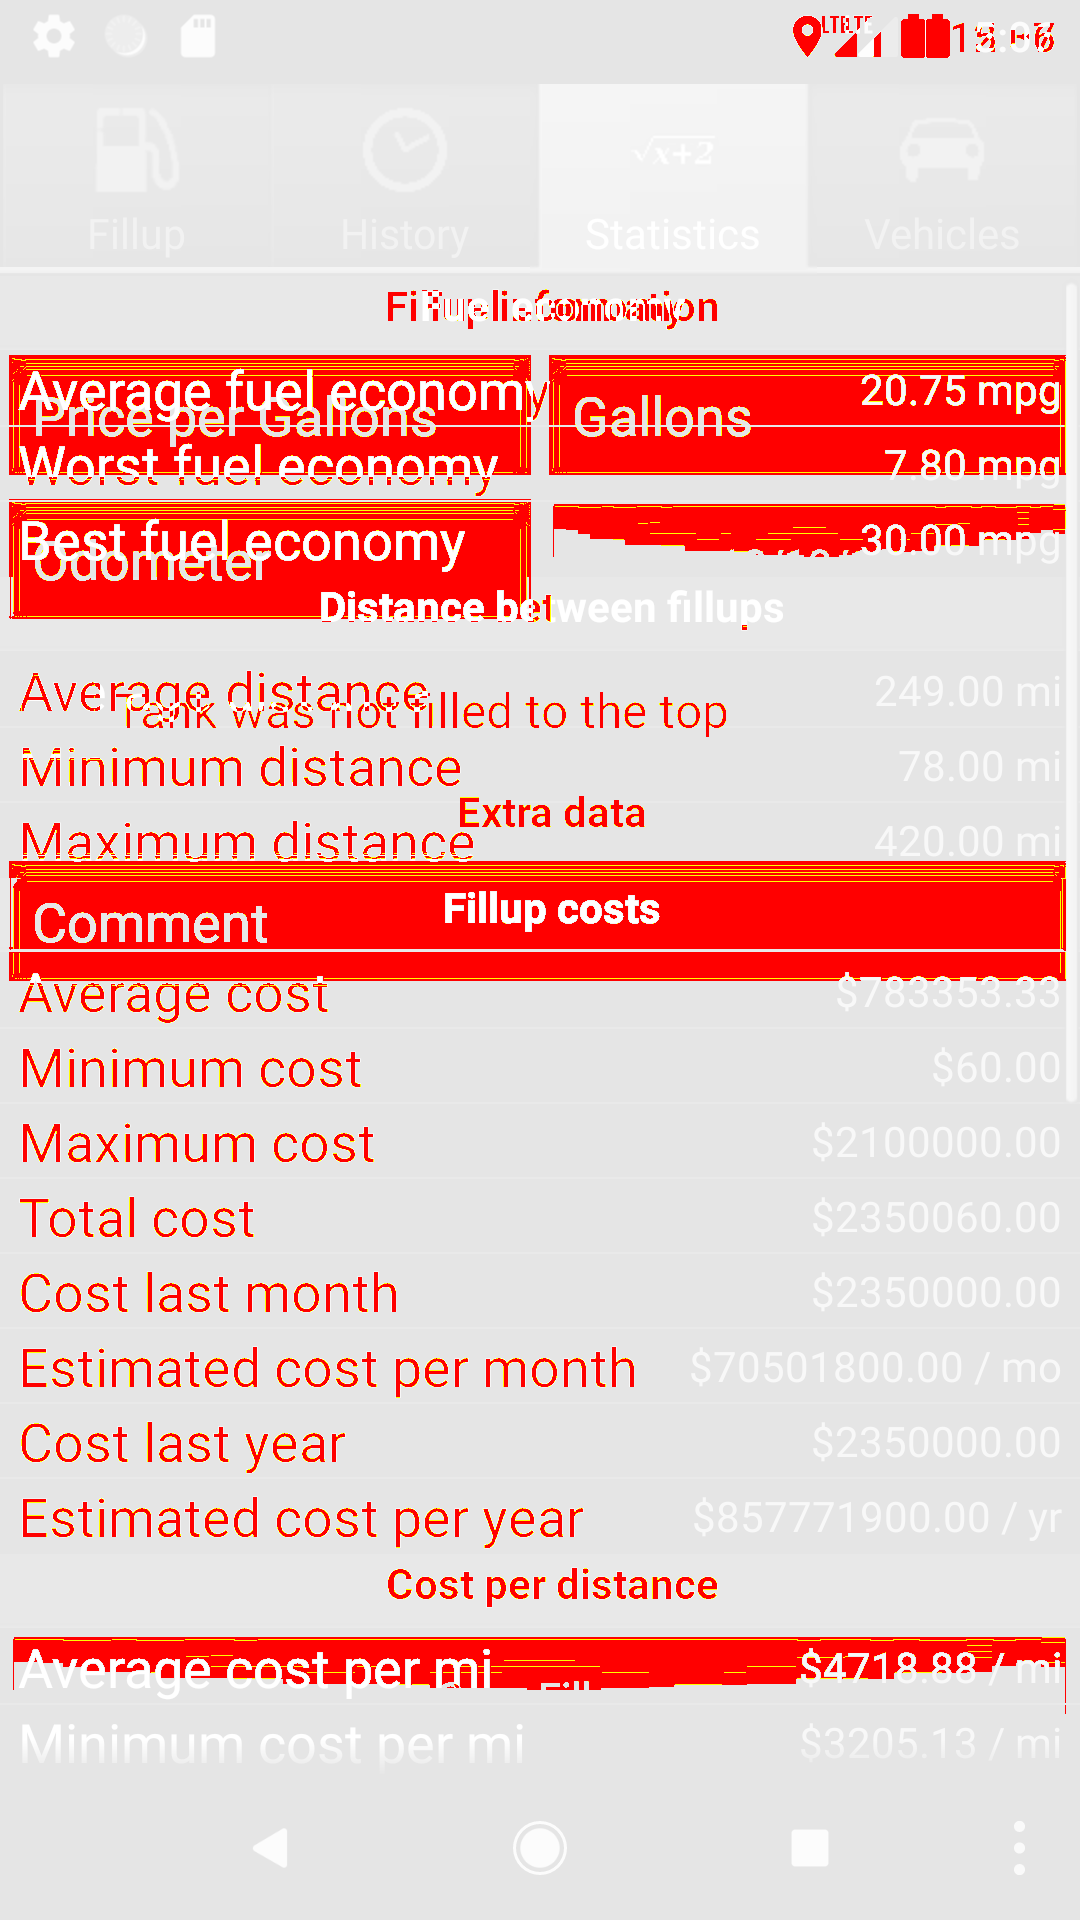 LTE LTE
Fillup History Statistics Vehicles
√x+2
Average fuel economy 20.75 mpg
Price per Gallons Gallons
Worst fuel economy 7.80 mpg
Best fuel economy 30.00 mpg
Odometer
Distance between fillups
Average distance 249.00 mi
Tank was not filled to the top
Minimum distance 78.00 mi
Extra data
Maximum distance 420.00 mi
Fillup costs
Comment
Average cost $783353.33
Minimum cost $60.00
Maximum cost $2100000.00
Total cost $2350060.00
Cost last month $2350000.00
Estimated cost per month $70501800.00 / mo
Cost last year $2350000.00
Estimated cost per year $857771900.00 / yr
Cost per distance
Average cost per mi $4718.88 / mi
Minimum cost per mi $3205.13 / mi